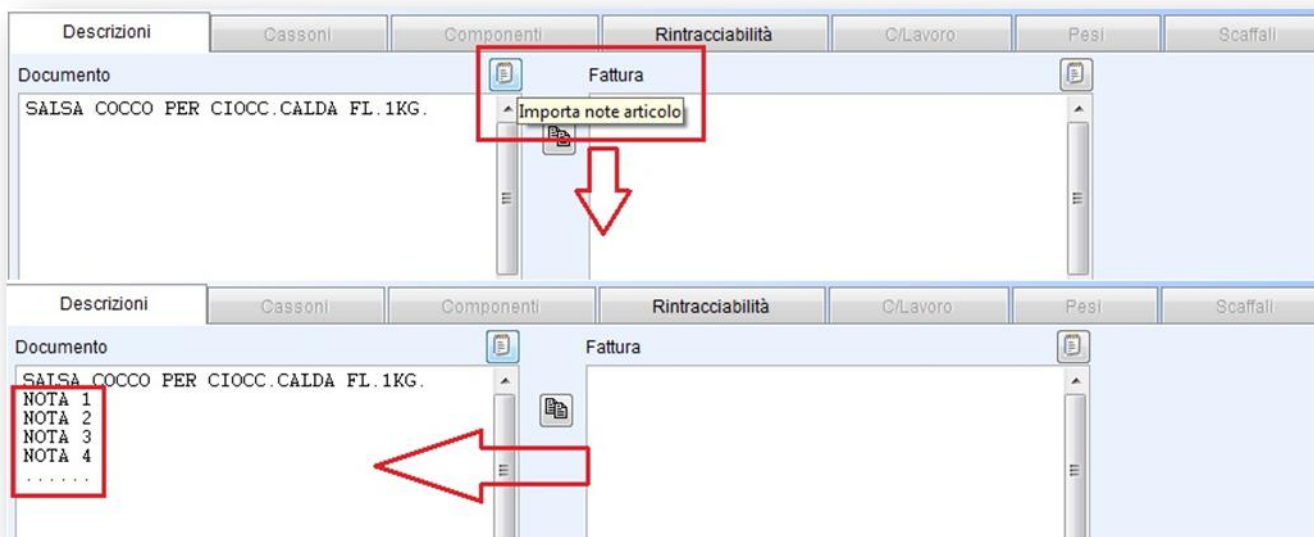 Descrizioni Cassoni Componenti Rintracciabilità C/Lavoro Pesi Scaffali
Documento Fattura
SALSA COCCO PER CIOCC.CALDA FL.1KG.
Importa note articolo
Descrizioni Cassoni Componenti Rintracciabilità C/Lavoro Pesi Scaffali
Documento Fattura
SALSA COCCO PER CIOCC.CALDA FL.1KG.
NOTA 1
NOTA 2
NOTA 3
NOTA 4
......